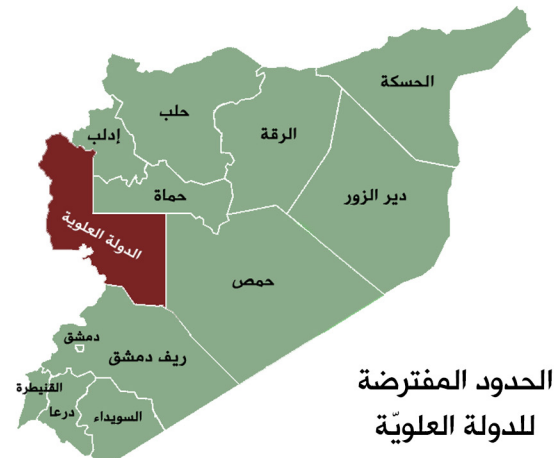 الحسكة
حلب
الرقة
إدلب
حماة
دير الزور
الدولة العلوية
حمص
دمشق
ريف دمشق
القنيطرة
درعا
السويداء
الحدود المفترضة
للدولة العلويّة